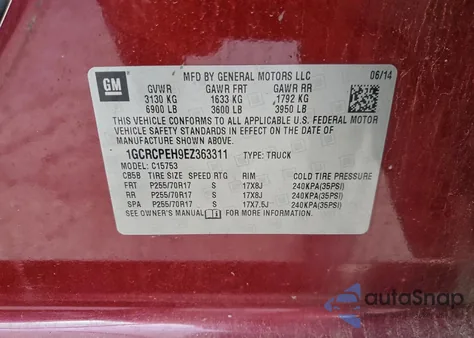 GM
MFD BY GENERAL MOTORS LLC 06/14
GVWR GAWR FRT GAWR RR
3130 KG 1633 KG 1792 KG
6900 LB 3600 LB 3950 LB
THIS VEHICLE CONFORMS TO ALL APPLICABLE U.S. FEDERAL MOTOR
VEHICLE SAFETY STANDARDS IN EFFECT ON THE DATE OF
MANUFACTURE SHOWN ABOVE.
1GCRCPEH9EZ363311 TYPE: TRUCK
MODEL: C15753
CB5B TIRE SIZE SPEED RTG RIM COLD TIRE PRESSURE
FRT P255/70R17 S 17X8J 240KPA(35PSI)
RR P255/70R17 S 17X8J 240KPA(35PSI)
SPA P255/70R17 S 17X7.5J 240KPA(35PSI)
SEE OWNER'S MANUAL FOR MORE INFORMATION.
autoSnap